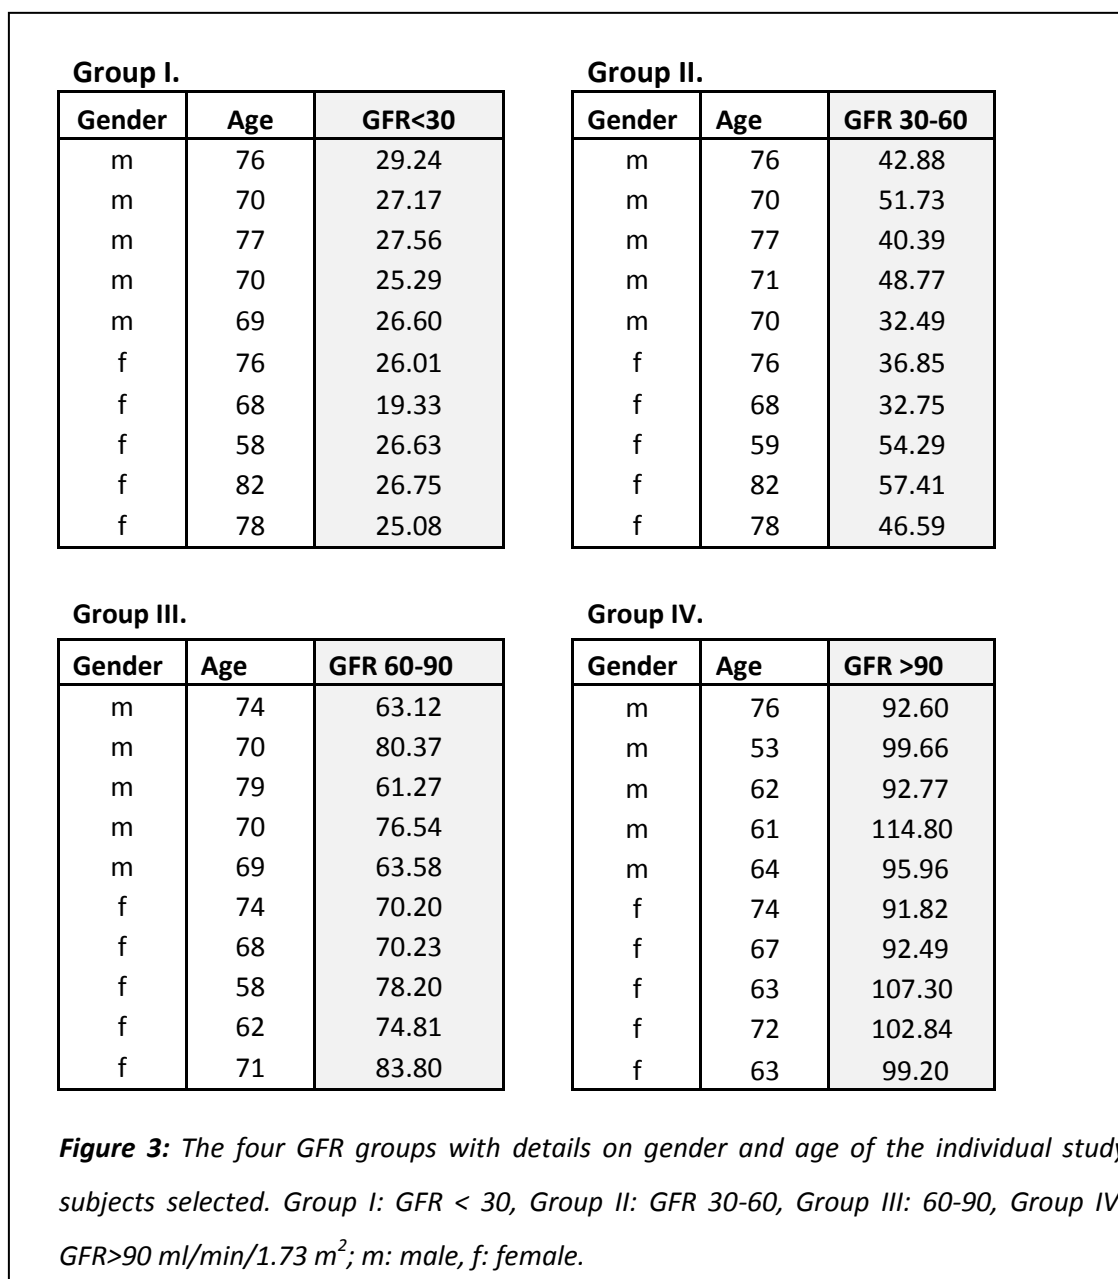 Group I.
Gender Age GFR<30
m 76 29.24
m 70 27.17
m 77 27.56
m 70 25.29
m 69 26.60
f 76 26.01
f 68 19.33
f 58 26.63
f 82 26.75
f 78 25.08
Group II.
Gender Age GFR 30-60
m 76 42.88
m 70 51.73
m 77 40.39
m 71 48.77
m 70 32.49
f 76 36.85
f 68 32.75
f 59 54.29
f 82 57.41
f 78 46.59
Group III.
Gender Age GFR 60-90
m 74 63.12
m 70 80.37
m 79 61.27
m 70 76.54
m 69 63.58
f 74 70.20
f 68 70.23
f 58 78.20
f 62 74.81
f 71 83.80
Group IV.
Gender Age GFR >90
m 76 92.60
m 53 99.66
m 62 92.77
m 61 114.80
m 64 95.96
f 74 91.82
f 67 92.49
f 63 107.30
f 72 102.84
f 63 99.20
Figure 3: The four GFR groups with details on gender and age of the individual study
subjects selected. Group I: GFR < 30, Group II: GFR 30-60, Group III: 60-90, Group IV
GFR>90 ml/min/1.73 m²; m: male, f: female.